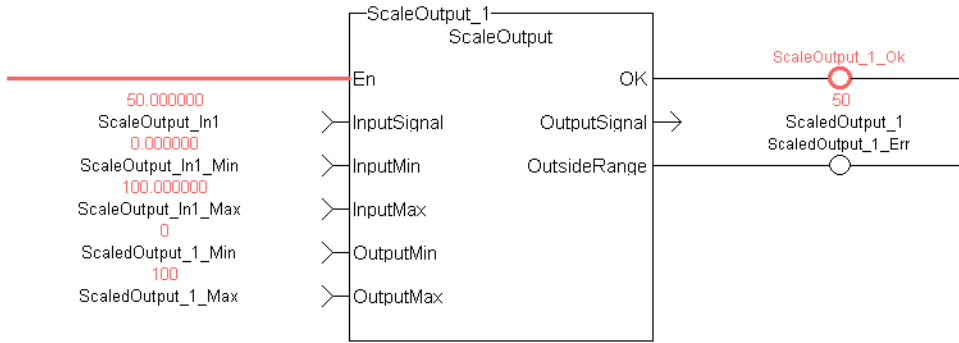 ScaleOutput_1
ScaleOutput
ScaleOutput_1_Ok
En
OK
50.000000
50
ScaleOutput_In1
InputSignal
OutputSignal
ScaledOutput_1
0.000000
ScaledOutput_1_Err
ScaleOutput_In1_Min
InputMin
OutsideRange
100.000000
ScaleOutput_In1_Max
InputMax
0
ScaledOutput_1_Min
OutputMin
100
ScaledOutput_1_Max
OutputMax